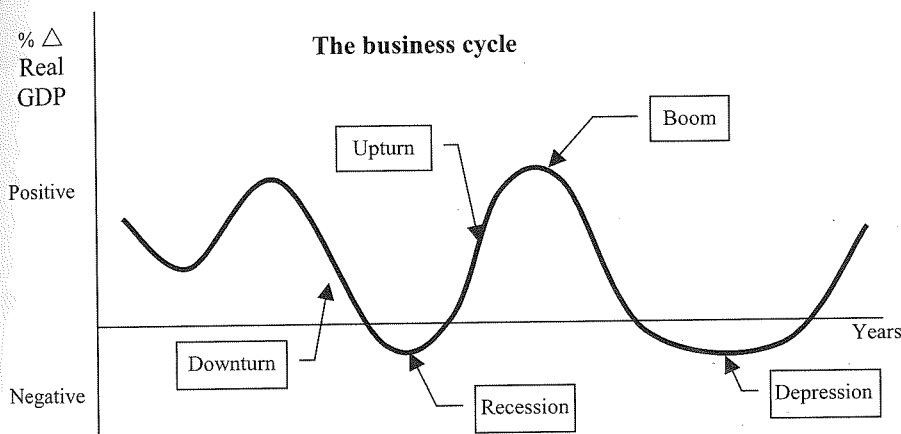 % △
Real
GDP
The business cycle
Boom
Upturn
Positive
Years
Downturn
Depression
Negative
Recession